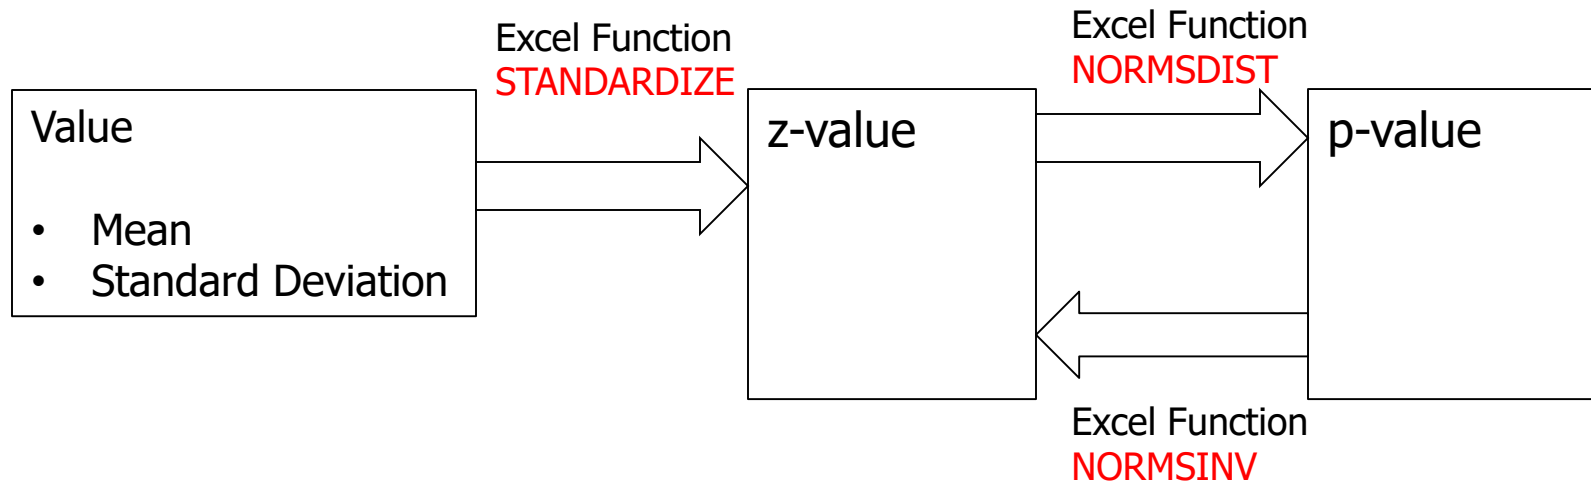 Value
• Mean
• Standard Deviation
Excel Function
STANDARDIZE
z-value
Excel Function
NORMSDIST
p-value
Excel Function
NORMSINV